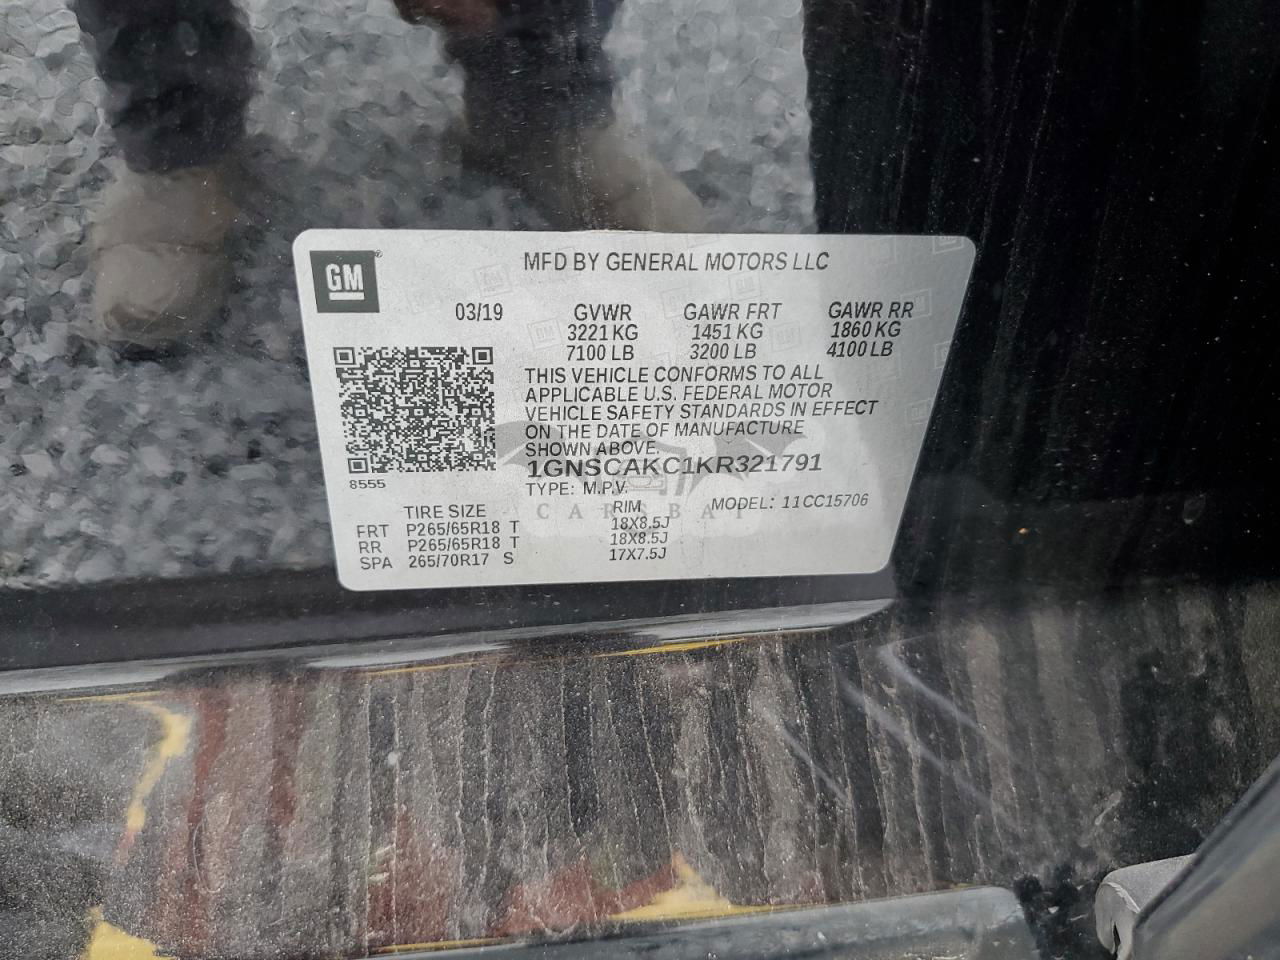 GM
MFD BY GENERAL MOTORS LLC
03/19 GVWR GAWR FRT GAWR RR
3221 KG 1451 KG 1860 KG
7100 LB 3200 LB 4100 LB
THIS VEHICLE CONFORMS TO ALL
APPLICABLE U.S. FEDERAL MOTOR
VEHICLE SAFETY STANDARDS IN EFFECT
ON THE DATE OF MANUFACTURE
SHOWN ABOVE.
1GNSCAKC1KR321791
8555
TYPE: M.P.V. MODEL: 11CC15706
TIRE SIZE RIM
FRT P265/65R18 T 18X8.5J
RR P265/65R18 T 18X8.5J
SPA 265/70R17 S 17X7.5J